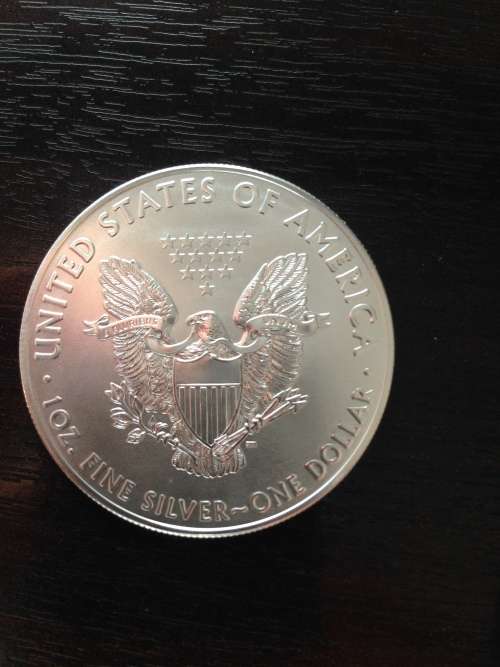 UNITED STATES OF AMERICA
1 OZ. FINE SILVER~ONE DOLLAR